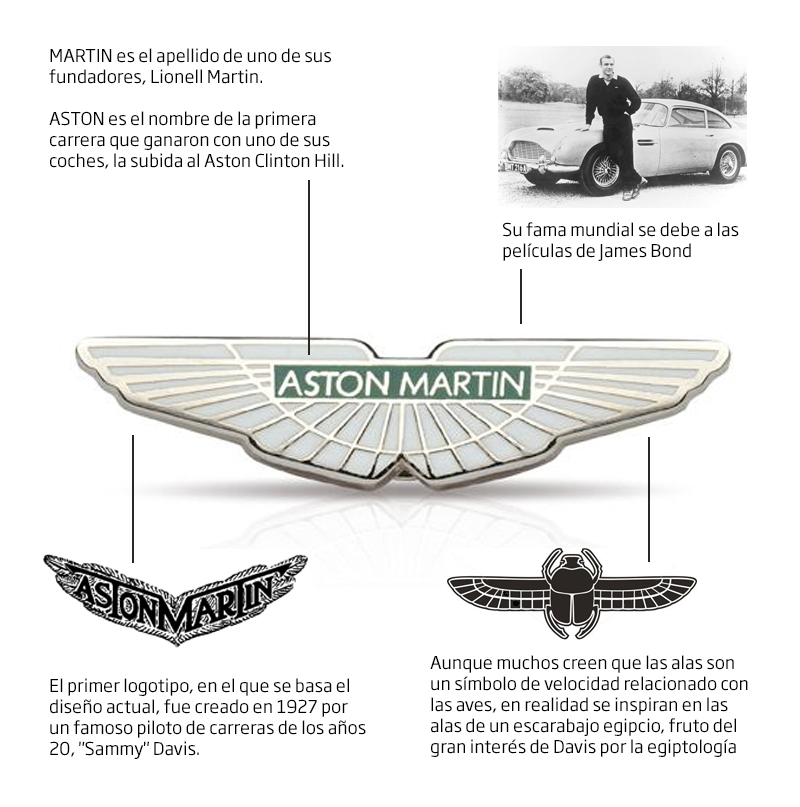 MARTIN es el apellido de uno de sus
fundadores, Lionell Martin.
ASTON es el nombre de la primera
carrera que ganaron con uno de sus
coches, la subida al Aston Clinton Hill.
Su fama mundial se debe a las
películas de James Bond
ASTON MARTIN
ASTON MARTIN
El primer logotipo, en el que se basa el
diseño actual, fue creado en 1927 por
un famoso piloto de carreras de los años
20, "Sammy" Davis.
Aunque muchos creen que las alas son
un símbolo de velocidad relacionado con
las aves, en realidad se inspiran en las
alas de un escarabajo egipcio, fruto del
gran interés de Davis por la egiptología